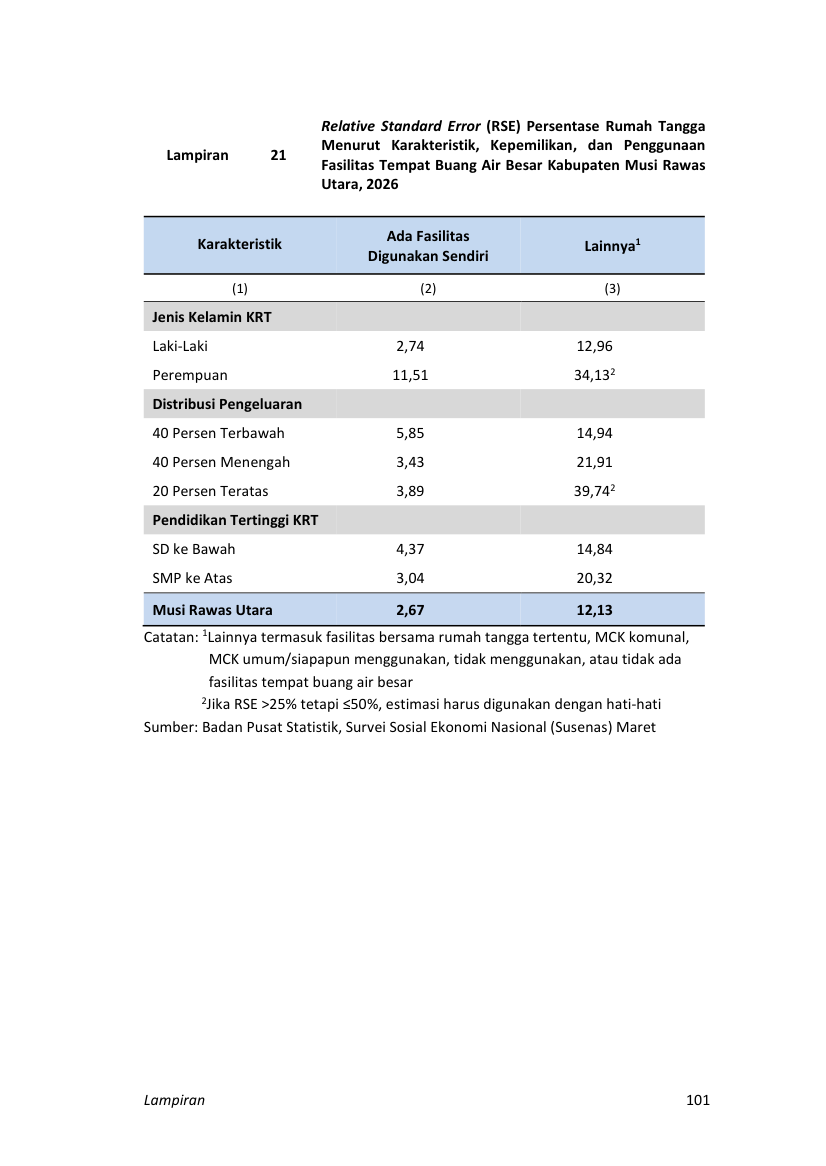 Lampiran 21
Relative Standard Error (RSE) Persentase Rumah Tangga
Menurut Karakteristik, Kepemilikan, dan Penggunaan
Fasilitas Tempat Buang Air Besar Kabupaten Musi Rawas
Utara, 2026
Karakteristik Ada Fasilitas Digunakan Sendiri Lainnya¹
(1) (2) (3)
Jenis Kelamin KRT
Laki-Laki 2,74 12,96
Perempuan 11,51 34,13²
Distribusi Pengeluaran
40 Persen Terbawah 5,85 14,94
40 Persen Menengah 3,43 21,91
20 Persen Teratas 3,89 39,74²
Pendidikan Tertinggi KRT
SD ke Bawah 4,37 14,84
SMP ke Atas 3,04 20,32
Musi Rawas Utara 2,67 12,13
Catatan: ¹Lainnya termasuk fasilitas bersama rumah tangga tertentu, MCK komunal,
MCK umum/siapapun menggunakan, tidak menggunakan, atau tidak ada
fasilitas tempat buang air besar
²Jika RSE >25% tetapi ≤50%, estimasi harus digunakan dengan hati-hati
Sumber: Badan Pusat Statistik, Survei Sosial Ekonomi Nasional (Susenas) Maret
Lampiran 101